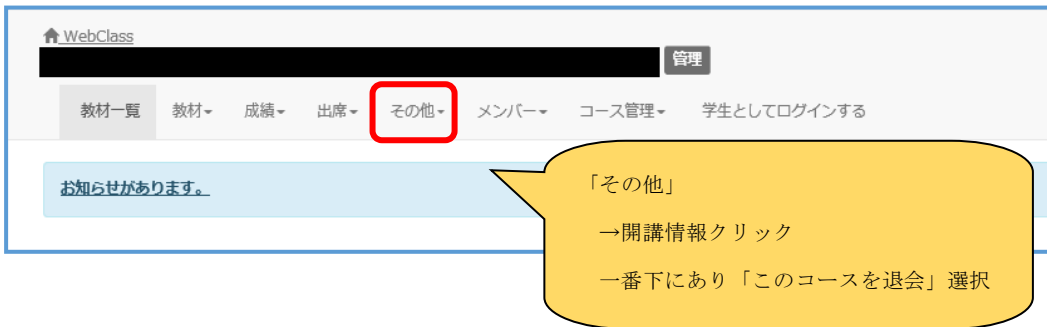 WebClass
管理
教材一覧 教材 成績 出席 その他 メンバー コース管理 学生としてログインする
お知らせがあります。
「その他」
→開講情報クリック
一番下にあり「このコースを退会」選択